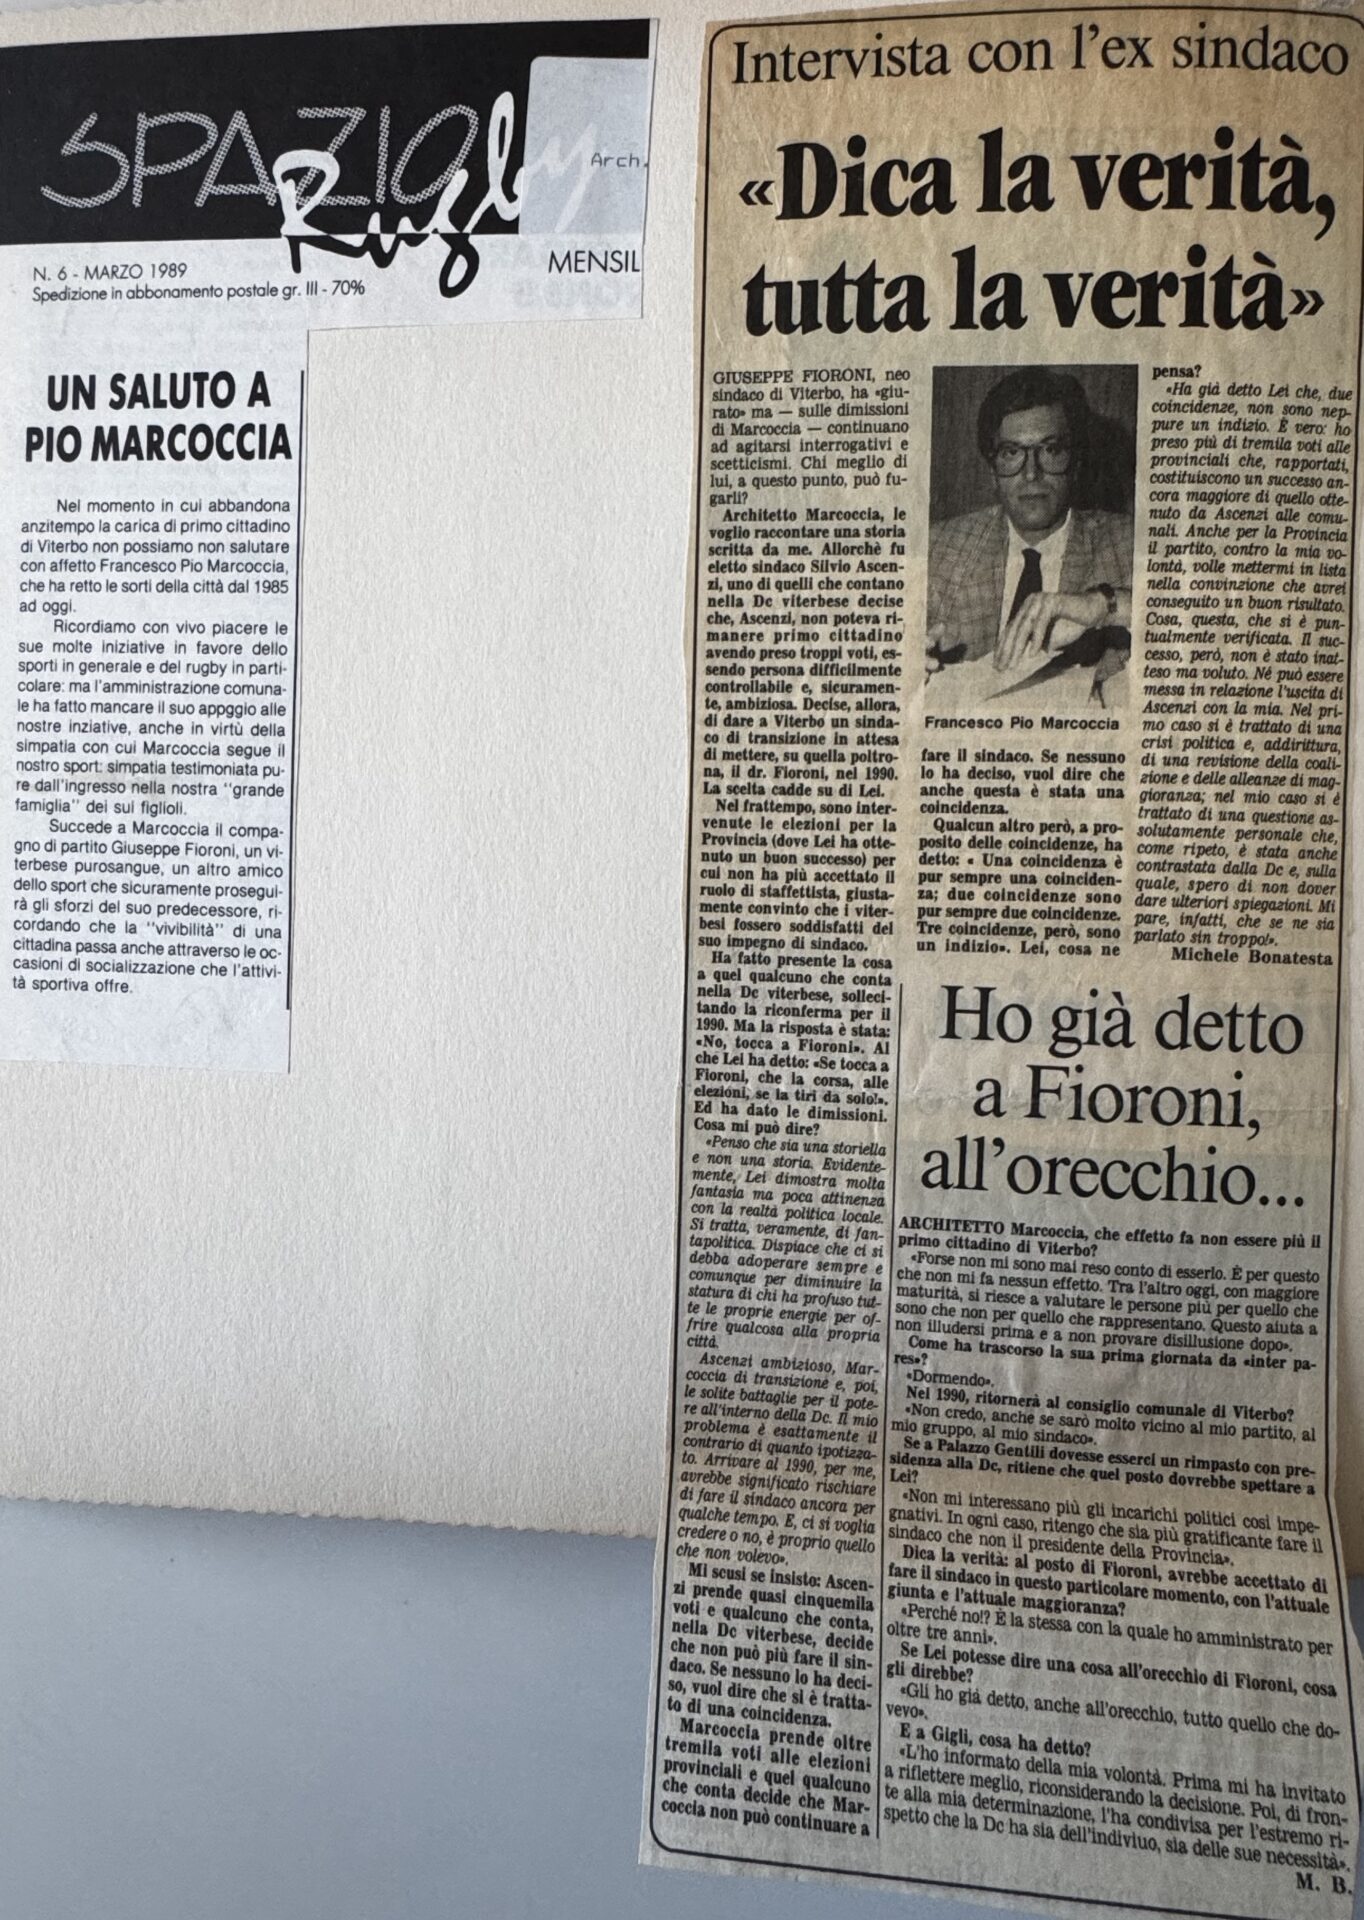 SPAZIO
Rugby
Arch.
MENSIL
N. 6 - MARZO 1989
Spedizione in abbonamento postale gr. III - 70%
UN SALUTO A
PIO MARCOCCIA
Nel momento in cui abbandona
anzitempo la carica di primo cittadino
di Viterbo non possiamo non salutare
con affetto Francesco Pio Marcoccia,
che ha retto le sorti della città dal 1985
ad oggi.
Ricordiamo con vivo piacere le
sue molte iniziative in favore dello
sporti in generale e del rugby in parti-
colare: ma l'amministrazione comuna-
le ha fatto mancare il suo appggio alle
nostre inziative, anche in virtù della
simpatia con cui Marcoccia segue il
nostro sport: simpatia testimoniata pu-
re dall'ingresso nella nostra "grande
famiglia" dei sui figlioli.
Succede a Marcoccia il compa-
gno di partito Giuseppe Fioroni, un vi-
terbese purosangue, un altro amico
dello sport che sicuramente prosegui-
rà gli sforzi del suo predecessore, ri-
cordando che la "vivibilità" di una
cittadina passa anche attraverso le oc-
casioni di socializzazione che l'attivi-
tà sportiva offre.
Intervista con l'ex sindaco
«Dica la verità,
tutta la verità»
GIUSEPPE FIORONI, neo
sindaco di Viterbo, ha «giu-
rato» ma — sulle dimissioni
di Marcoccia — continuano
ad agitarsi interrogativi e
scetticismi. Chi meglio di
lui, a questo punto, può fu-
garli?
Architetto Marcoccia, le
voglio raccontare una storia
scritta da me. Allorchè fu
eletto sindaco Silvio Ascen-
zi, uno di quelli che contano
nella Dc viterbese decise
che, Ascenzi, non poteva ri-
manere primo cittadino
avendo preso troppi voti, es-
sendo persona difficilmente
controllabile e, sicuramen-
te, ambiziosa. Decise, allora,
di dare a Viterbo un sinda-
co di transizione in attesa
di mettere, su quella poltro-
na, il dr. Fioroni, nel 1990.
La scelta cadde su di Lei.
Nel frattempo, sono inter-
venute le elezioni per la
Provincia (dove Lei ha otte-
nuto un buon successo) per
cui non ha più accettato il
ruolo di staffettista, giusta-
mente convinto che i viter-
besi fossero soddisfatti del
suo impegno di sindaco.
Ha fatto presente la cosa
a quel qualcuno che conta
nella Dc viterbese, solleci-
tando la riconferma per il
1990. Ma la risposta è stata:
«No, tocca a Fioroni». Al
che Lei ha detto: «Se tocca a
Fioroni, che la corsa, alle
elezioni, se la tiri da solo!».
Ed ha dato le dimissioni.
Cosa mi può dire?
«Penso che sia una storiella
e non una storia. Evidente-
mente, Lei dimostra molta
fantasia ma poca attinenza
con la realtà politica locale.
Si tratta, veramente, di fan-
tapolitica. Dispiace che ci si
debba adoperare sempre e
comunque per diminuire la
statura di chi ha profuso tut-
te le proprie energie per of-
frire qualcosa alla propria
città.
Ascenzi ambizioso, Mar-
coccia di transizione e, poi,
le solite battaglie per il pote-
re all'interno della Dc. Il mio
problema è esattamente il
contrario di quanto ipotizza-
to. Arrivare al 1990, per me,
avrebbe significato rischiare
di fare il sindaco ancora per
qualche tempo. E, ci si voglia
credere o no, è proprio quello
che non volevo».
Mi scusi se insisto: Ascen-
zi prende quasi cinquemila
voti e qualcuno che conta,
nella Dc viterbese, decide
che non può più fare il sin-
daco. Se nessuno lo ha deci-
so, vuol dire che si è tratta-
to di una coincidenza.
Marcoccia prende oltre
tremila voti alle elezioni
provinciali e quel qualcuno
che conta decide che Mar-
coccia non può continuare a
Francesco Pio Marcoccia
fare il sindaco. Se nessuno
lo ha deciso, vuol dire che
anche questa è stata una
coincidenza.
Qualcun altro però, a pro-
posito delle coincidenze, ha
detto: « Una coincidenza è
pur sempre una coinciden-
za; due coincidenze sono
pur sempre due coincidenze.
Tre coincidenze, però, sono
un indizio». Lei, cosa ne
pensa?
«Ha già detto Lei che, due
coincidenze, non sono nep-
pure un indizio. È vero: ho
preso più di tremila voti alle
provinciali che, rapportati,
costituiscono un successo an-
cora maggiore di quello otte-
nuto da Ascenzi alle comu-
nali. Anche per la Provincia
il partito, contro la mia vo-
lontà, volle mettermi in lista
nella convinzione che avrei
conseguito un buon risultato.
Cosa, questa, che si è pun-
tualmente verificata. Il suc-
cesso, però, non è stato inat-
teso ma voluto. Né può essere
messa in relazione l'uscita di
Ascenzi con la mia. Nel pri-
mo caso si è trattato di una
crisi politica e, addirittura,
di una revisione della coali-
zione e delle alleanze di mag-
gioranza; nel mio caso si è
trattato di una questione as-
solutamente personale che,
come ripeto, è stata anche
contrastata dalla Dc e, sulla
quale, spero di non dover
dare ulteriori spiegazioni. Mi
pare, infatti, che se ne sia
parlato sin troppo!».
Michele Bonatesta
Ho già detto
a Fioroni,
all'orecchio...
ARCHITETTO Marcoccia, che effetto fa non essere più il
primo cittadino di Viterbo?
«Forse non mi sono mai reso conto di esserlo. È per questo
che non mi fa nessun effetto. Tra l'altro oggi, con maggiore
maturità, si riesce a valutare le persone più per quello che
sono che non per quello che rappresentano. Questo aiuta a
non illudersi prima e a non provare disillusione dopo».
Come ha trascorso la sua prima giornata da «inter pa-
res»?
«Dormendo».
Nel 1990, ritornerà al consiglio comunale di Viterbo?
«Non credo, anche se sarò molto vicino al mio partito, al
mio gruppo, al mio sindaco».
Se a Palazzo Gentili dovesse esserci un rimpasto con pre-
sidenza alla Dc, ritiene che quel posto dovrebbe spettare a
Lei?
«Non mi interessano più gli incarichi politici così impe-
gnativi. In ogni caso, ritengo che sia più gratificante fare il
sindaco che non il presidente della Provincia».
Dica la verità: al posto di Fioroni, avrebbe accettato di
fare il sindaco in questo particolare momento, con l'attuale
giunta e l'attuale maggioranza?
«Perché no!? È la stessa con la quale ho amministrato per
oltre tre anni».
Se Lei potesse dire una cosa all'orecchio di Fioroni, cosa
gli direbbe?
«Gli ho già detto, anche all'orecchio, tutto quello che do-
vevo».
E a Gigli, cosa ha detto?
«L'ho informato della mia volontà. Prima mi ha invitato
a riflettere meglio, riconsiderando la decisione. Poi, di fron-
te alla mia determinazione, l'ha condivisa per l'estremo ri-
spetto che la Dc ha sia dell'indiviuo, sia delle sue necessità».
M. B.